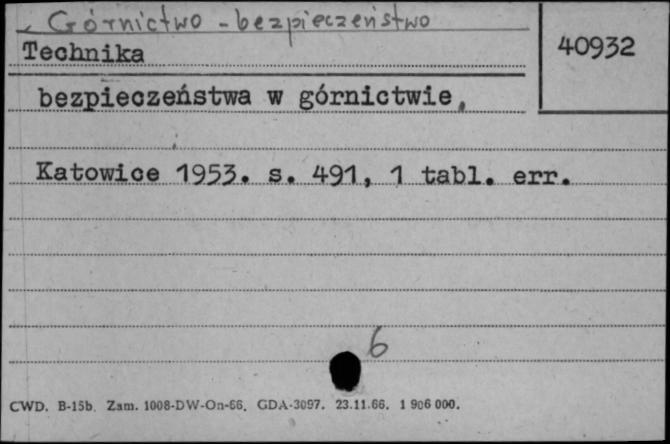 Górnictwo - bezpieczeństwo
Technika
40932
bezpieczeństwa w górnictwie.
Katowice 1953. s. 491, 1 tabl. err.
6
CWD. B-15b. Zam. 1008-DW-On-66. GDA-3097. 23.11.66. 1 906 000.